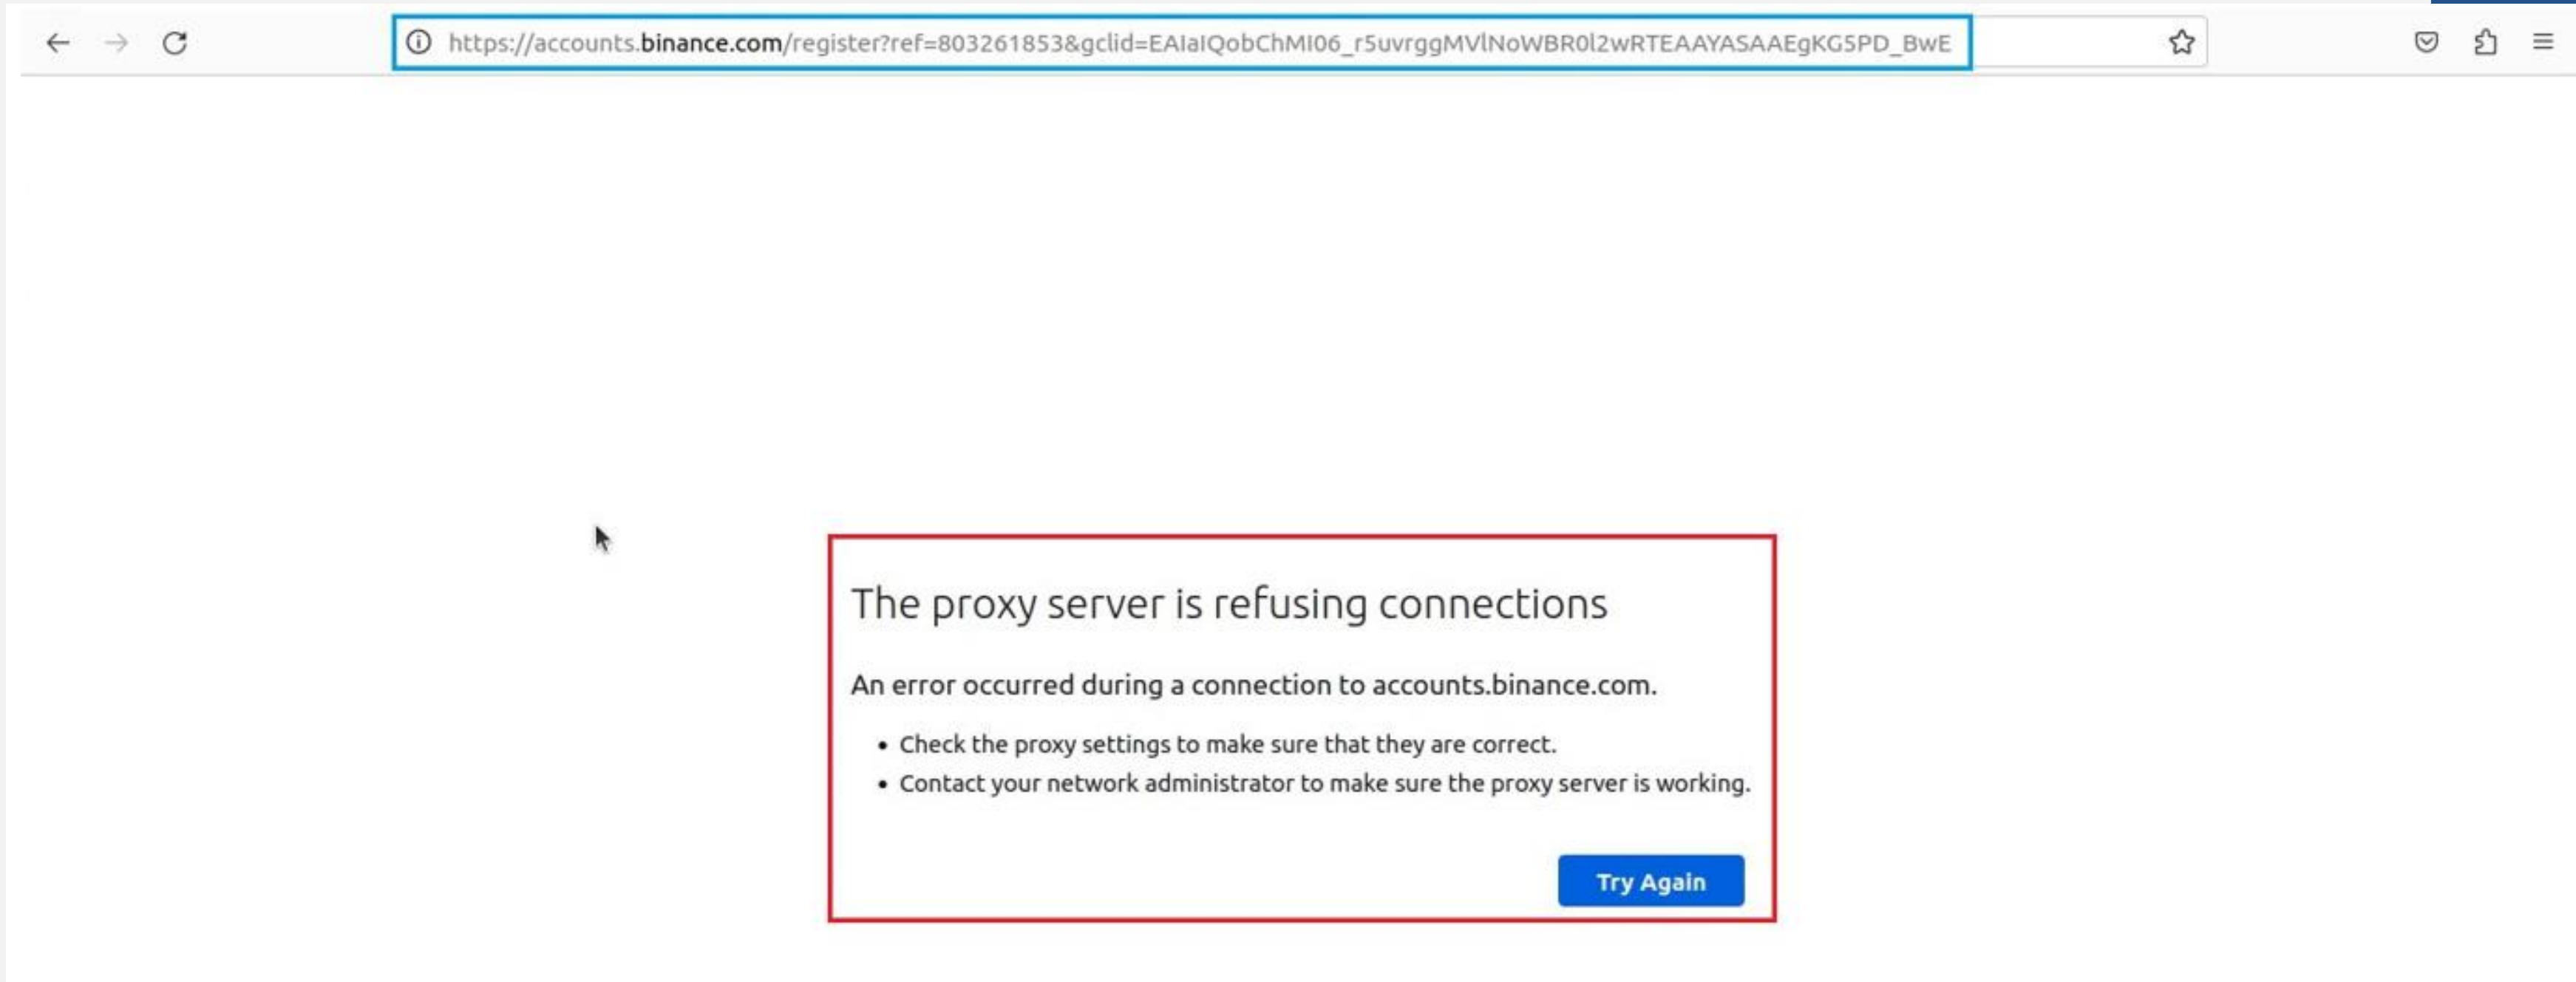 https://accounts.binance.com/register?ref=803261853&gclid=EAIaIQobChMI06_r5uvrggMVlNoWBR0l2wRTEAAYASAAEgKG5PD_BwE
The proxy server is refusing connections
An error occurred during a connection to accounts.binance.com.
• Check the proxy settings to make sure that they are correct.
• Contact your network administrator to make sure the proxy server is working.
Try Again